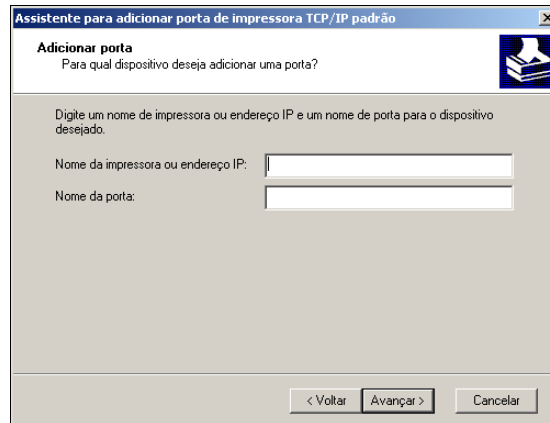 Assistente para adicionar porta de impressora TCP/IP padrão
Adicionar porta
Para qual dispositivo deseja adicionar uma porta?
Digite um nome de impressora ou endereço IP e um nome de porta para o dispositivo
desejado.
Nome da impressora ou endereço IP:
Nome da porta:
< Voltar Avançar > Cancelar